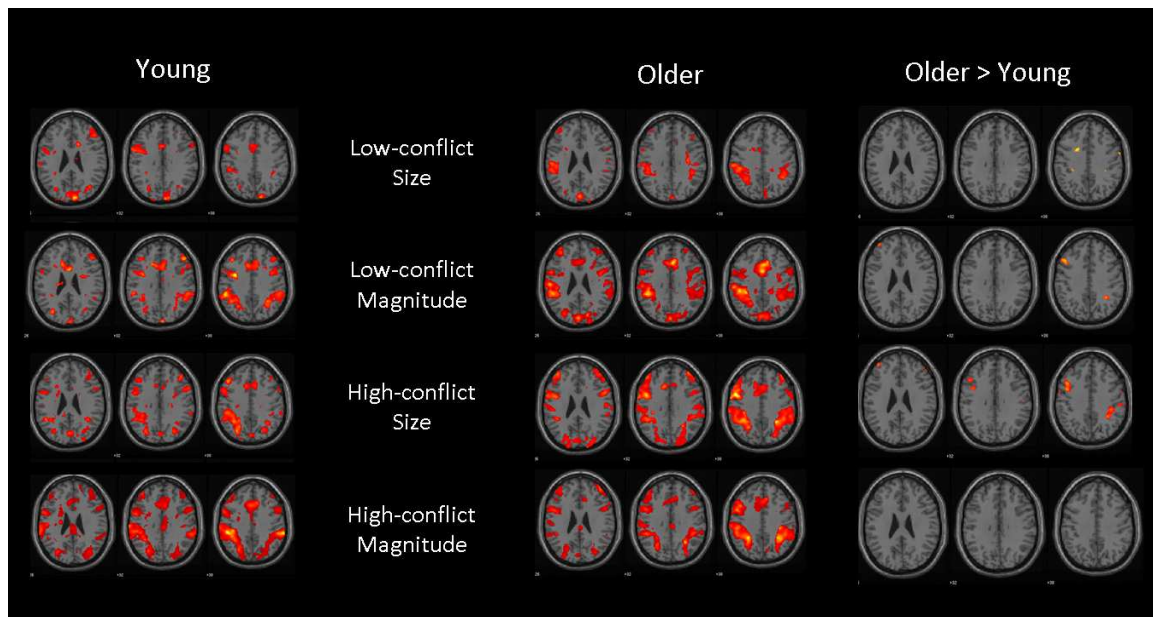 Young
Older
Older > Young
Low-conflict
Size
Low-conflict
Magnitude
High-conflict
Size
High-conflict
Magnitude